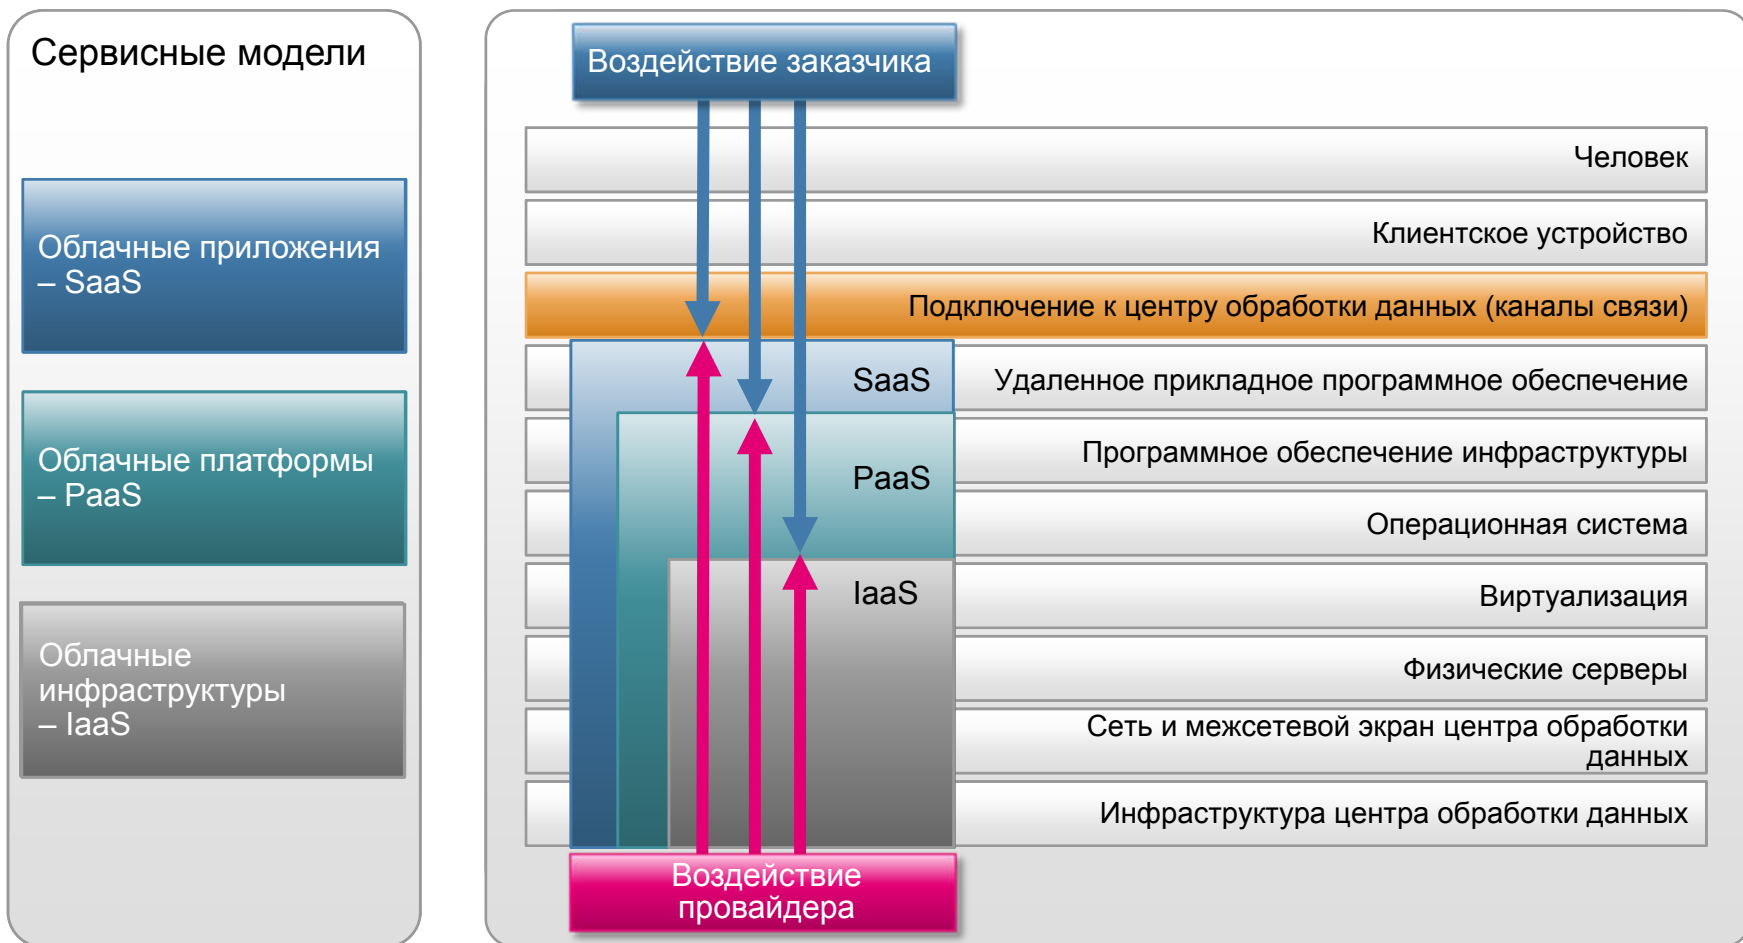 Сервисные модели
Облачные приложения
– SaaS
Облачные платформы
– PaaS
Облачные
инфраструктуры
– IaaS
Воздействие заказчика
Человек
Клиентское устройство
Подключение к центру обработки данных (каналы связи)
SaaS
Удаленное прикладное программное обеспечение
Программное обеспечение инфраструктуры
PaaS
Операционная система
IaaS
Виртуализация
Физические серверы
Сеть и межсетевой экран центра обработки
данных
Инфраструктура центра обработки данных
Воздействие
провайдера